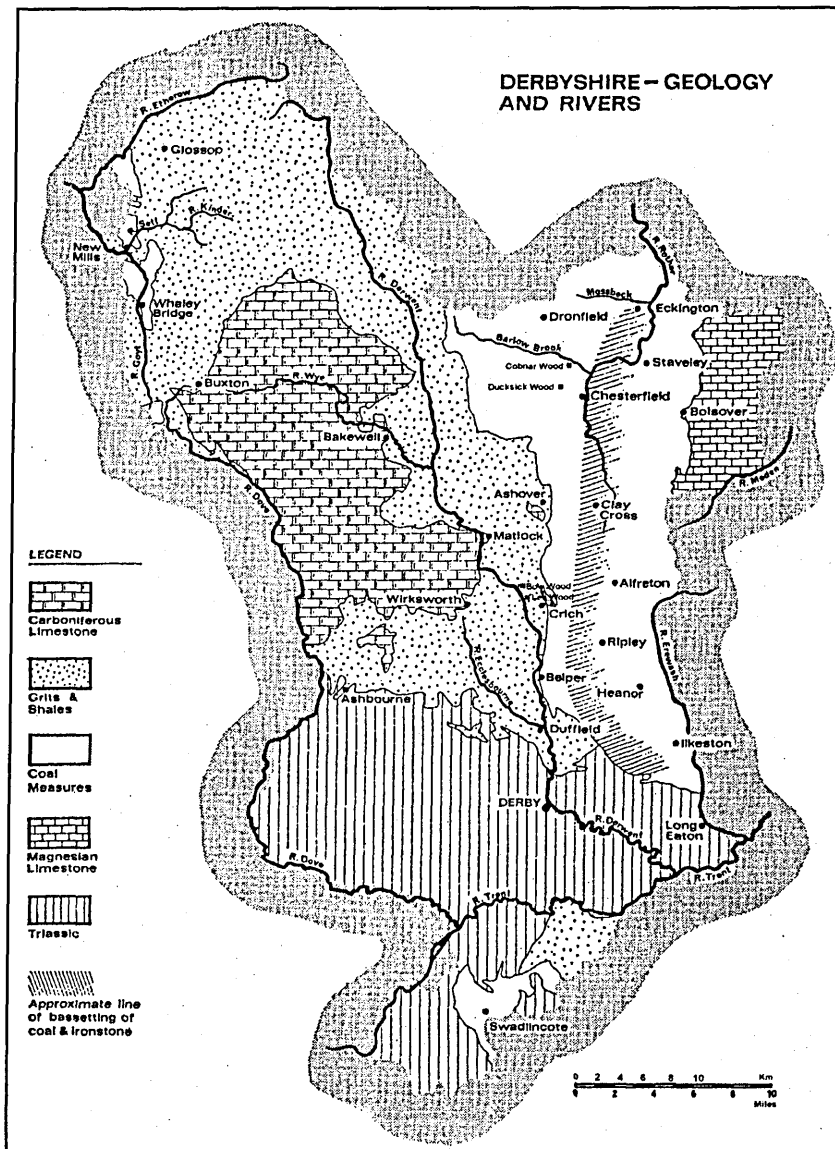 DERBYSHIRE – GEOLOGY
AND RIVERS
R. Etherow
Glossop
R. Sett
R. Kinder
New
Mills
Whaley
Bridge
R. Goyt
R. Derwent
R. Rother
Mossbeck
Eckington
Dronfield
Barlow Brook
Cobnar Wood
Staveley
Ducksick Wood
Chesterfield
Buxton
R. Wye
Bolsover
Bakewell
R. Meden
R. Dove
Ashover
Clay
Cross
Matlock
Alfreton
Wood
Wood
Wirksworth
Crich
Ripley
R. Erewash
R. Ecclesbourne
Belper
Heanor
Ashbourne
Duffield
Ilkeston
DERBY
R. Derwent
Long
Eaton
R. Dove
R. Trent
R. Trent
Swadlincote
LEGEND
Carboniferous
Limestone
Grits &
Shales
Coal
Measures
Magnesian
Limestone
Triassic
Approximate line
of bassetting of
coal & ironstone
0 2 4 6 8 10 Km
0 2 4 6 8 10
Miles